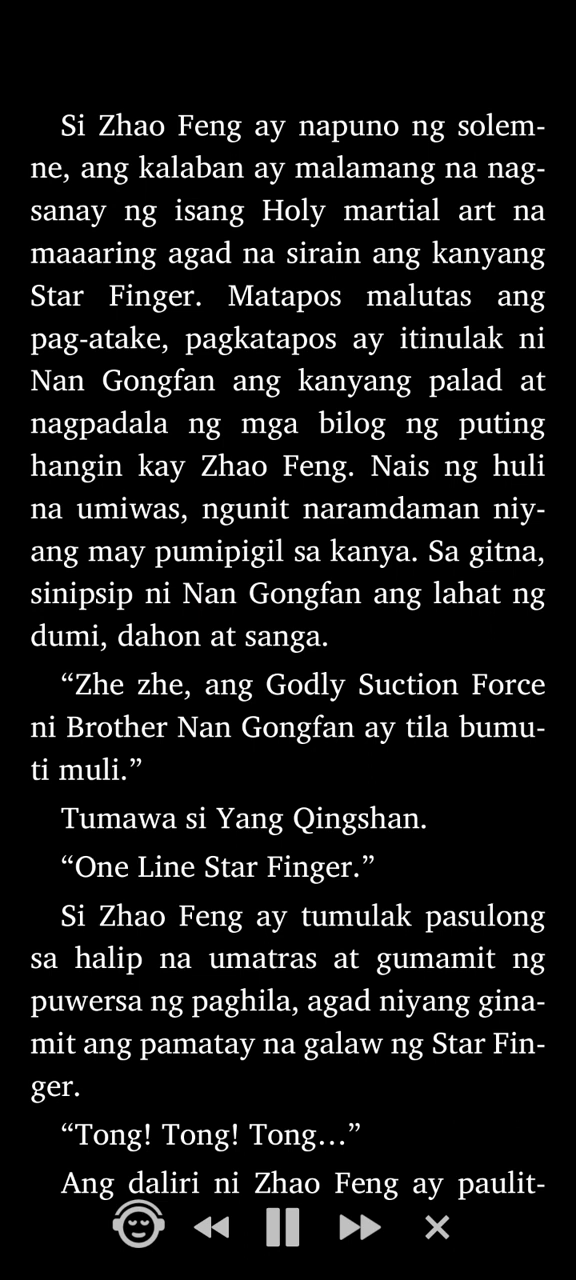 Si Zhao Feng ay napuno ng solem-
ne, ang kalaban ay malamang na nag-
sanay ng isang Holy martial art na
maaaring agad na sirain ang kanyang
Star Finger. Matapos malutas ang
pag-atake, pagkatapos ay itinulak ni
Nan Gongfan ang kanyang palad at
nagpadala ng mga bilog ng puting
hangin kay Zhao Feng. Nais ng huli
na umiwas, ngunit naramdaman niy-
ang may pumipigil sa kanya. Sa gitna,
sinipsip ni Nan Gongfan ang lahat ng
dumi, dahon at sanga.
“Zhe zhe, ang Godly Suction Force
ni Brother Nan Gongfan ay tila bumu-
ti muli.”
Tumawa si Yang Qingshan.
“One Line Star Finger.”
Si Zhao Feng ay tumulak pasulong
sa halip na umatras at gumamit ng
puwersa ng paghila, agad niyang gina-
mit ang pamatay na galaw ng Star Fin-
ger.
“Tong! Tong! Tong…”
Ang daliri ni Zhao Feng ay paulit-